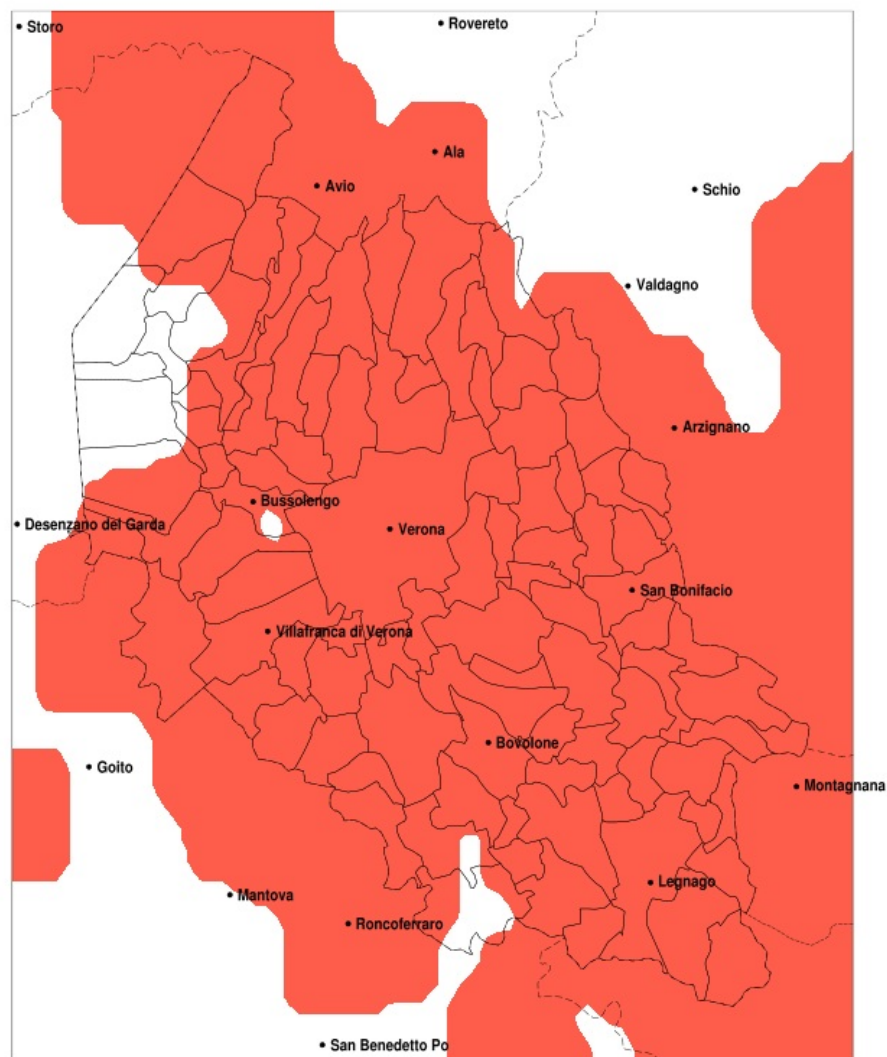 Storo
Rovereto
Ala
Avio
Schio
Valdagno
Arzignano
Bussolengo
Desenzano del Garda
Verona
San Bonifacio
Villafranca di Verona
Bovolone
Goito
Montagnana
Legnago
Mantova
Roncoferraro
San Benedetto Po